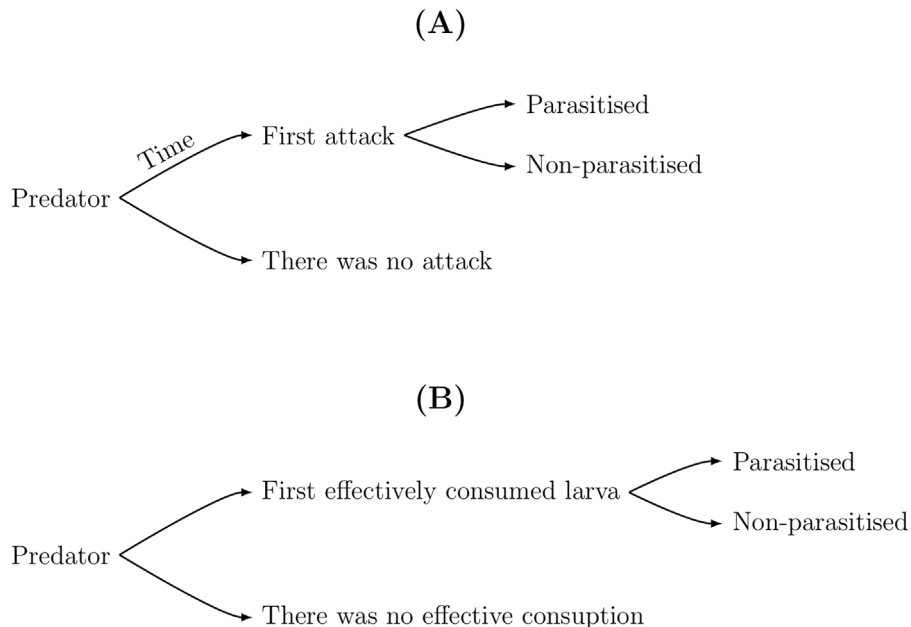 (A)
Parasitised
Time
First attack
Non-parasitised
Predator
There was no attack
(B)
Parasitised
First effectively consumed larva
Non-parasitised
Predator
There was no effective consuption